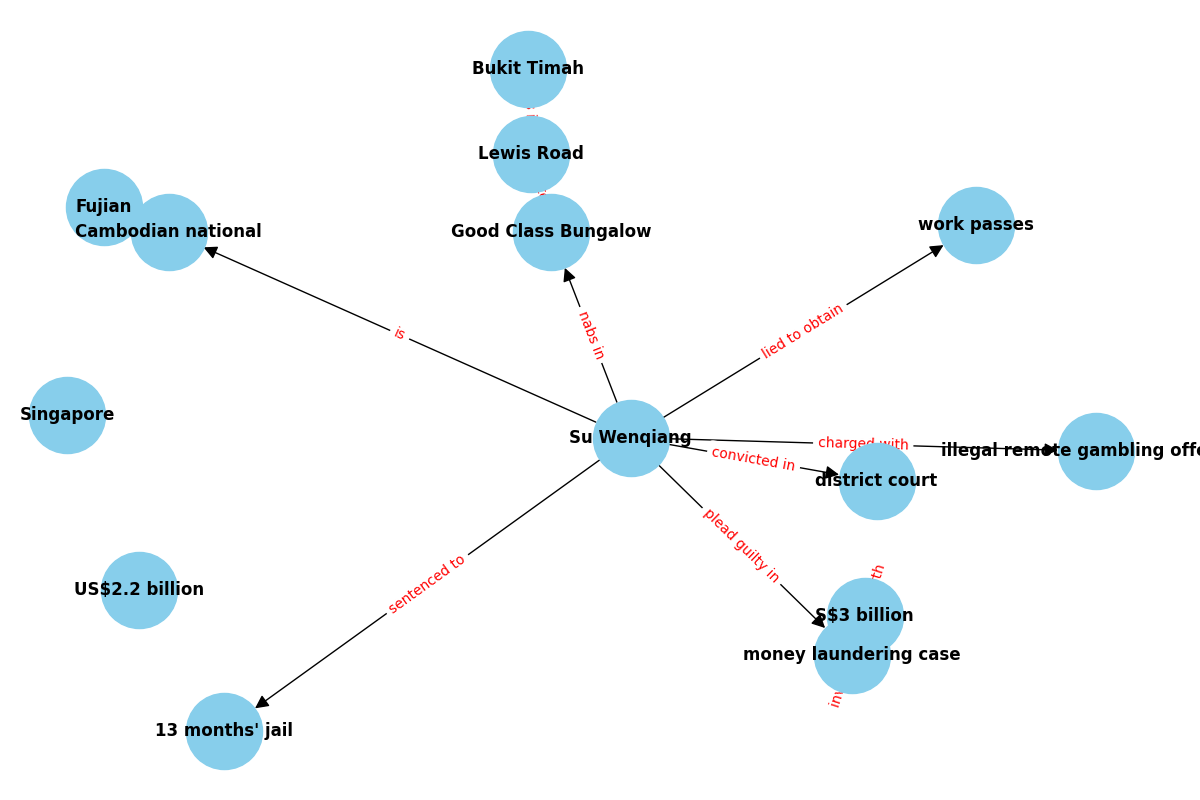 Bukit Timah
Lewis Road
Fujian
Cambodian national
Good Class Bungalow
work passes
lied to obtain
is
nabs in
Singapore
Su Wenqiang
charged with
illegal remote gambling offe
convicted in
district court
plead guilty in
sentenced to
US$2.2 billion
S$3 billion
money laundering case
13 months' jail